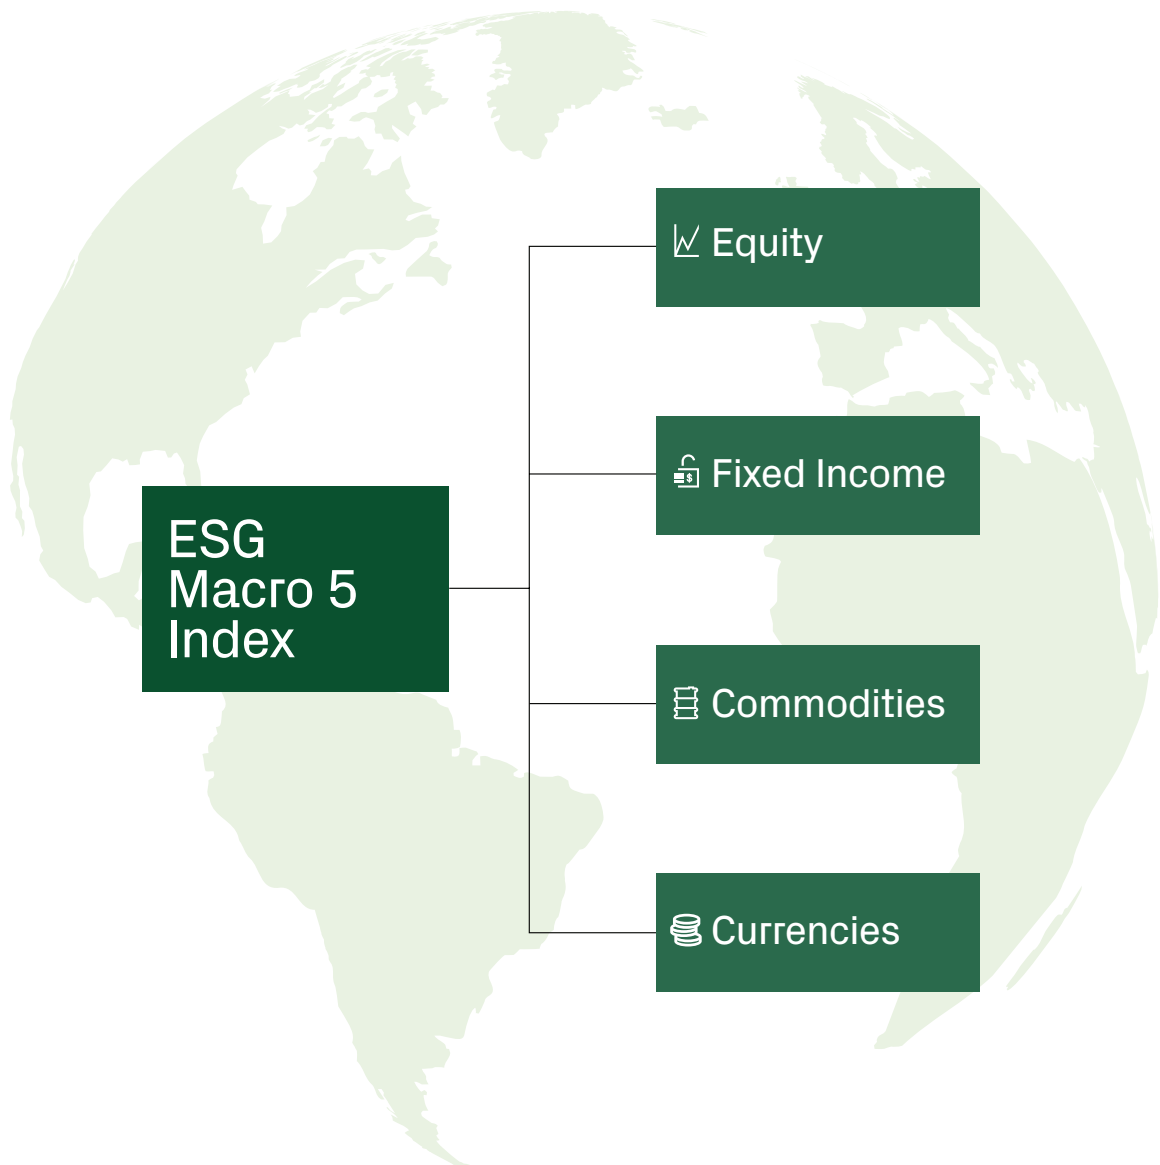 ESG
Macro 5
Index
Equity
Fixed Income
Commodities
Currencies